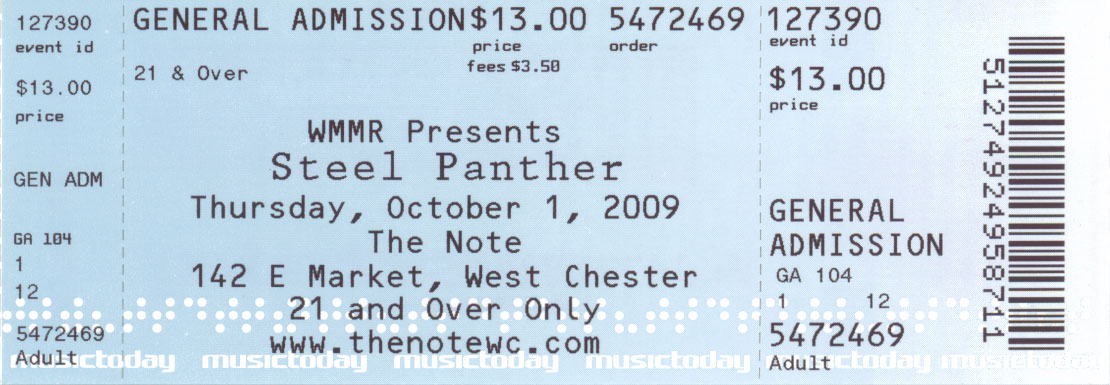 127390
event id
$13.00
price
GEN ADM
GA 104
1
12
5472469
Adult
GENERAL ADMISSION $13.00 5472469
price order
fees $3.50
21 & Over
WMMR Presents
Steel Panther
Thursday, October 1, 2009
The Note
142 E Market, West Chester
21 and Over Only
www.thenotewc.com
127390
event id
$13.00
price
GENERAL
ADMISSION
GA 104
1 12
5472469
Adult
51274924958711
musictoday musictoday musictoday musictoday musictoday musictoday